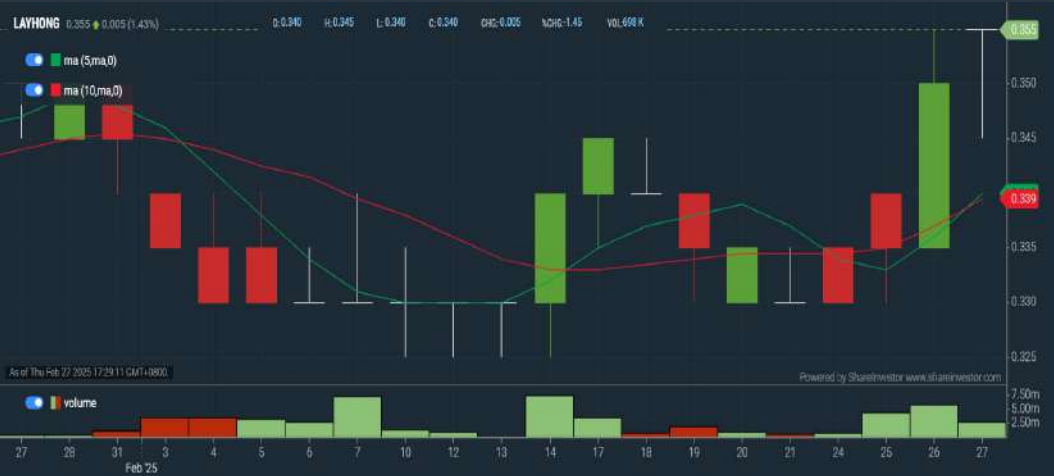 LAYHONG 0.355 0.005 (1.43%) O:0.340 H:0.345 L:0.340 C:0.340 CHG:-0.005 %CHG:-1.45 VOL:698 K
0.355
ma (5,ma,0)
ma (10,ma,0)
0.350
0.345
0.339
0.335
0.330
0.325
As of Thu Feb 27 2025 17:29:11 GMT+0800.
Powered by ShareInvestor www.shareinvestor.com
volume
7.50m
5.00m
2.50m
27 28 31 3 4 5 6 7 10 12 13 14 17 18 19 20 21 24 25 26 27
Feb '25